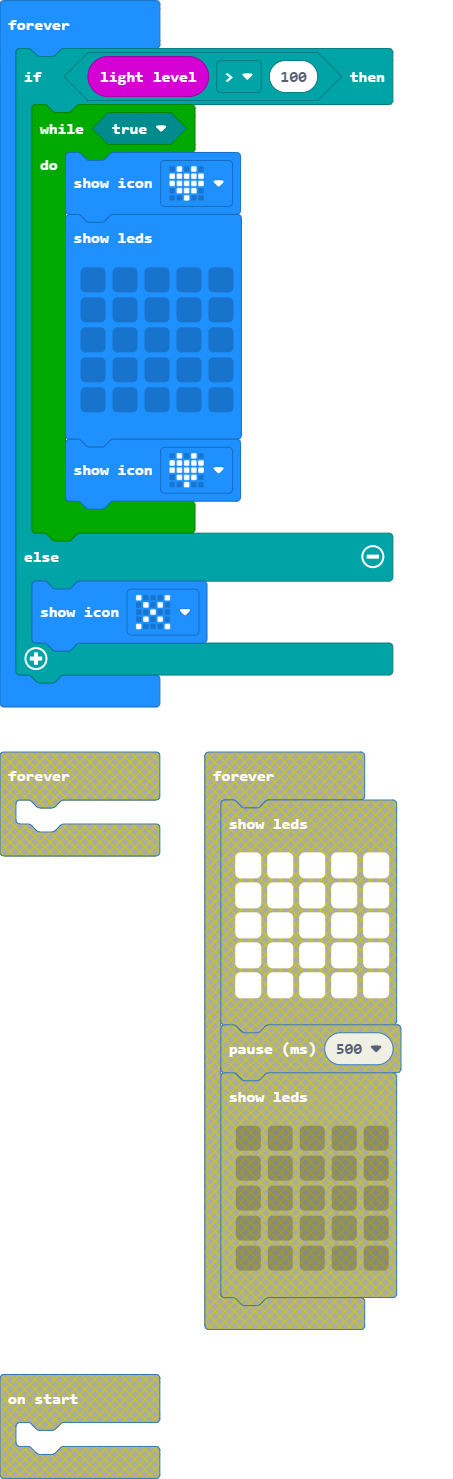 forever
if light level > 100 then
while true
do
show icon
show leds
show icon
else
show icon
forever
forever
show leds
pause (ms) 500
show leds
on start